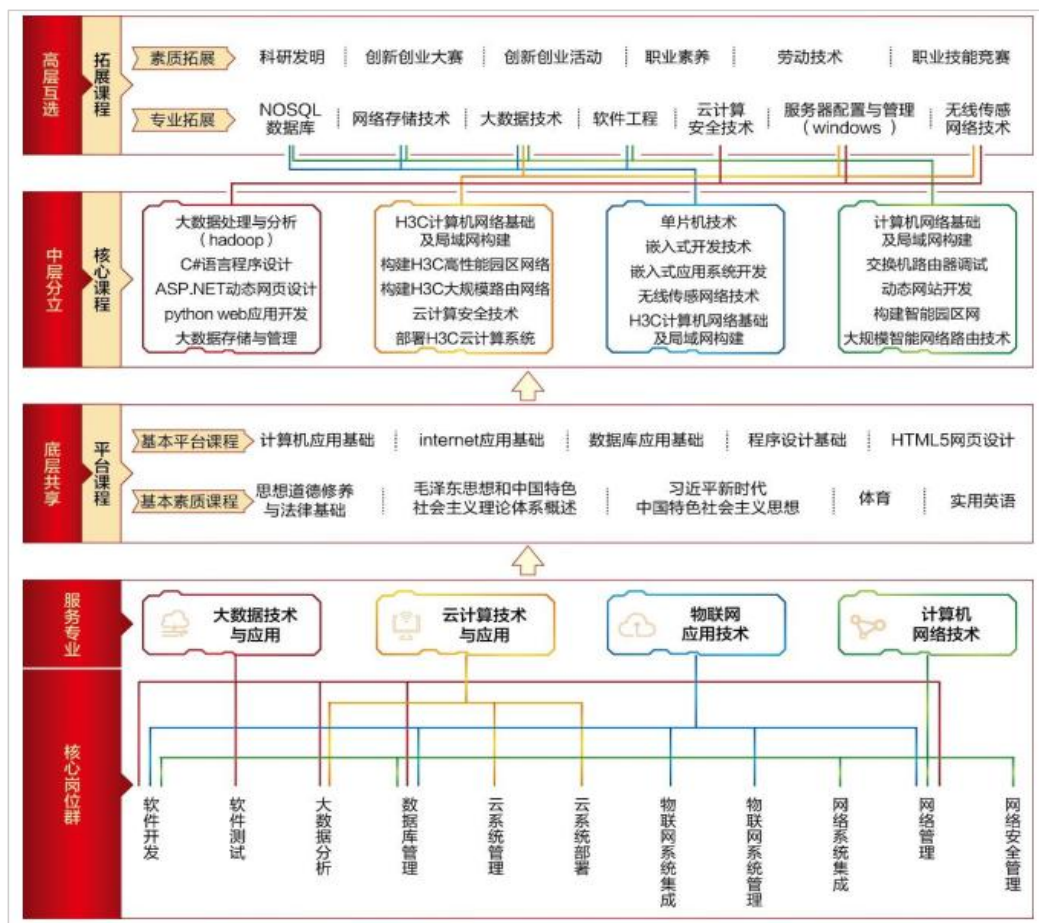 高层互选
拓展课程
素质拓展
科研发明
创新创业大赛
创新创业活动
职业素养
劳动技术
职业技能竞赛
专业拓展
NOSQL
数据库
网络存储技术
大数据技术
软件工程
云计算
安全技术
服务器配置与管理
（windows ）
无线传感
网络技术
中层分立
核心课程
大数据处理与分析
（hadoop）
C#语言程序设计
ASP.NET动态网页设计
python web应用开发
大数据存储与管理
H3C计算机网络基础
及局域网构建
构建H3C高性能园区网络
构建H3C大规模路由网络
云计算安全技术
部署H3C云计算系统
单片机技术
嵌入式开发技术
嵌入式应用系统开发
无线传感网络技术
H3C计算机网络基础
及局域网构建
计算机网络基础
及局域网构建
交换机路由器调试
动态网站开发
构建智能园区网
大规模智能网络路由技术
底层共享
平台课程
基本平台课程
计算机应用基础
internet应用基础
数据库应用基础
程序设计基础
HTML5网页设计
基本素质课程
思想道德修养
与法律基础
毛泽东思想和中国特色
社会主义理论体系概述
习近平新时代
中国特色社会主义思想
体育
实用英语
服务专业
大数据技术
与应用
云计算技术
与应用
物联网
应用技术
计算机
网络技术
核心岗位群
软件开发
软件测试
大数据分析
数据库管理
云系统管理
云系统部署
物联网系统集成
物联网系统管理
网络系统集成
网络管理
网络安全管理